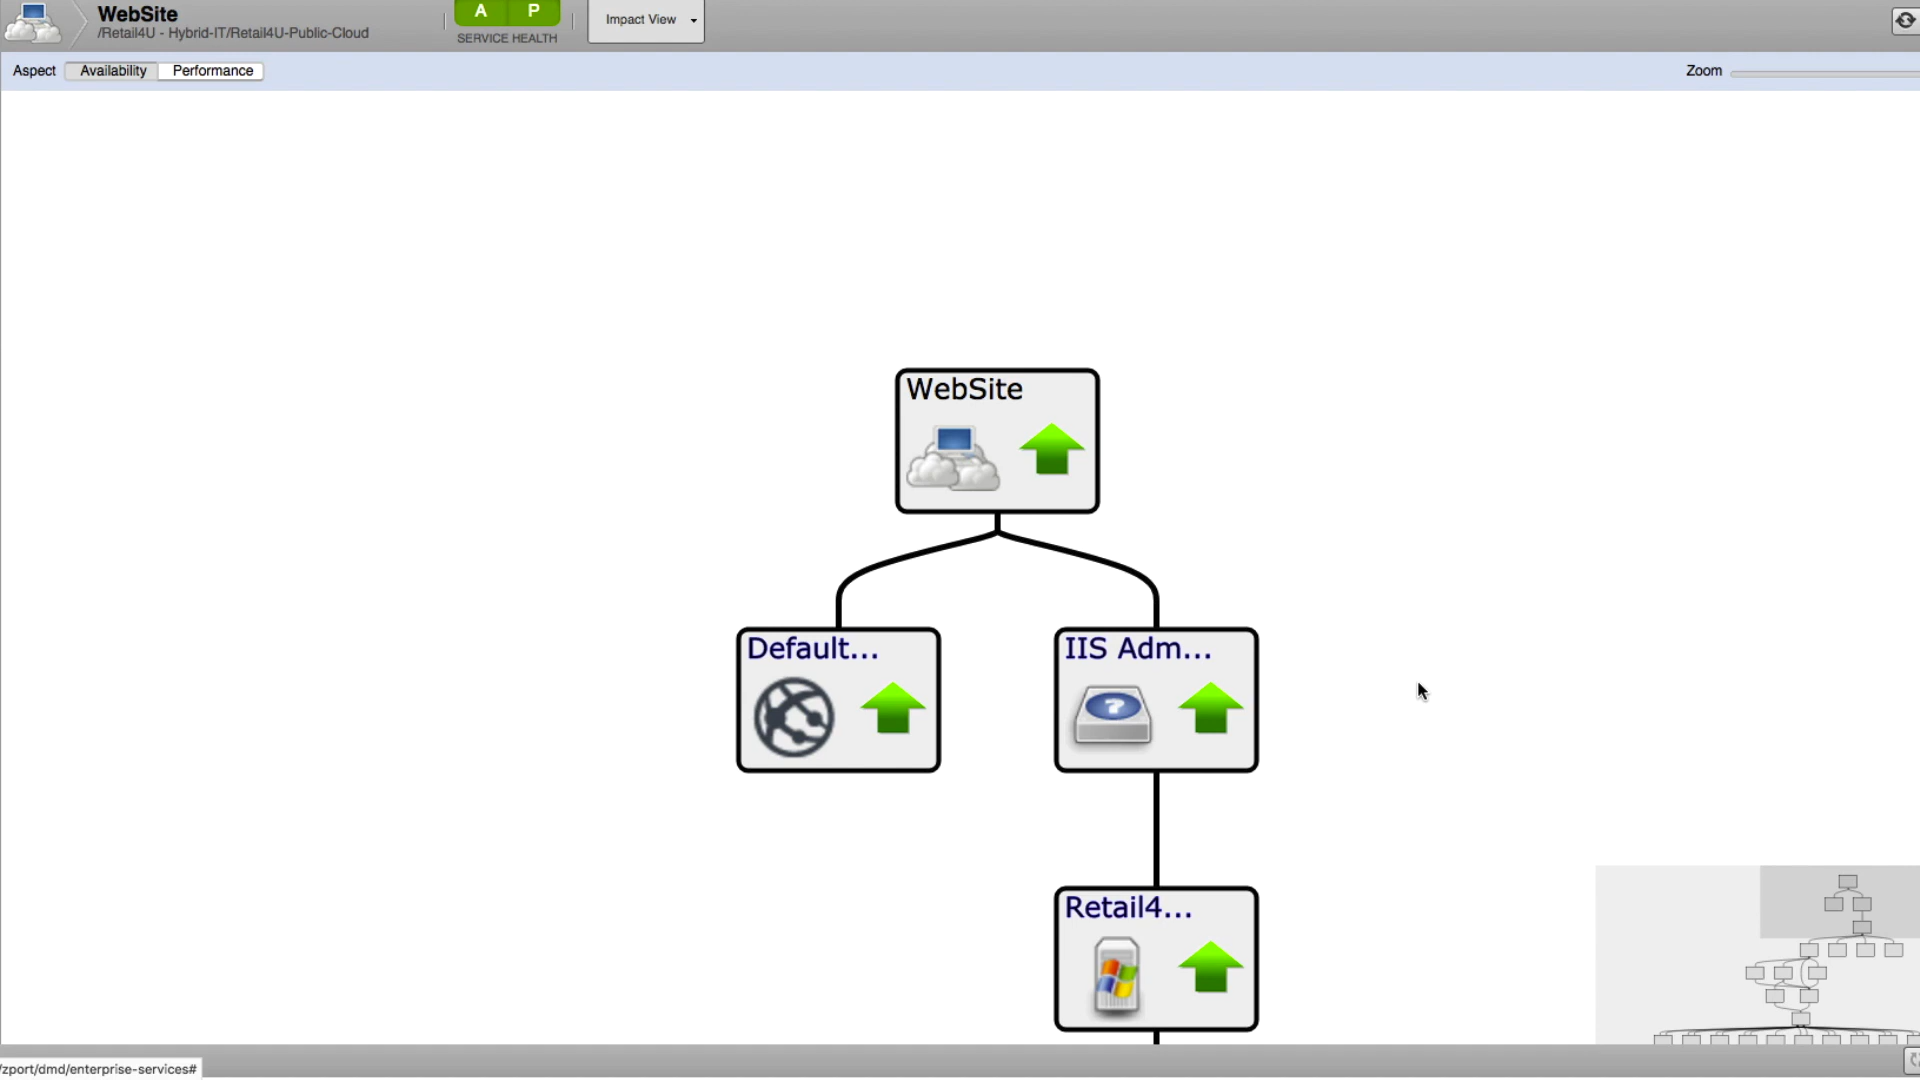 WebSite
/Retail4U - Hybrid-IT/Retail4U-Public-Cloud
A P
SERVICE HEALTH
Impact View
Aspect Availability Performance
Zoom
WebSite
Default...
IIS Adm...
?
Retail4...
/zport/dmd/enterprise-services#